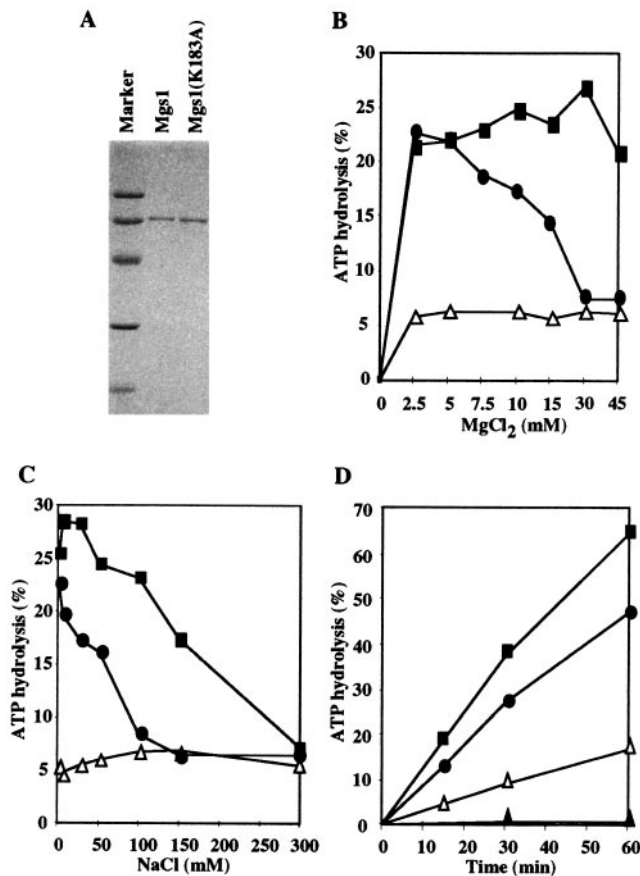 A
Marker
Mgs1
Mgs1(K183A)
B
30
25
20
15
10
5
0
ATP hydrolysis (%)
0 2.5 5 7.5 10 15 30 45
MgCl2 (mM)
C
30
25
20
15
10
5
0
ATP hydrolysis (%)
0 50 100 150 200 250 300
NaCl (mM)
D
70
60
50
40
30
20
10
0
ATP hydrolysis (%)
0 10 20 30 40 50 60
Time (min)